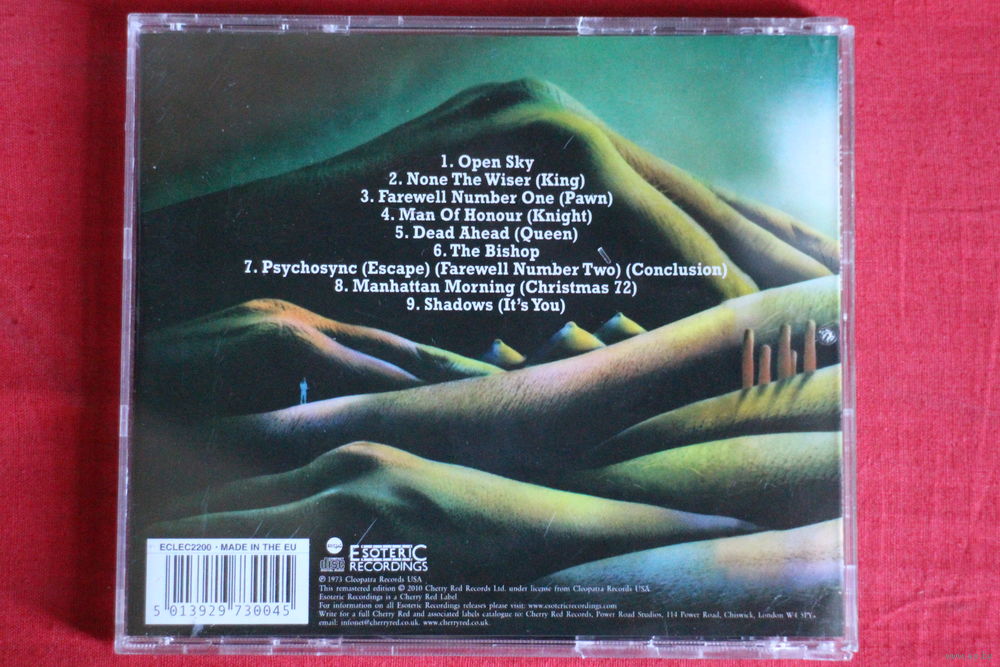 1. Open Sky
2. None The Wiser (King)
3. Farewell Number One (Pawn)
4. Man Of Honour (Knight)
5. Dead Ahead (Queen)
6. The Bishop
7. Psychosync (Escape) (Farewell Number Two) (Conclusion)
8. Manhattan Morning (Christmas 72)
9. Shadows (It's You)
ECLEC2200 · MADE IN THE EU
5 013929 730045
ESOTERIC
RECORDINGS
℗ 1973 Cleopatra Records USA
This remastered edition © 2010 Cherry Red Records Ltd. under license from Cleopatra Records USA
Esoteric Recordings is a Cherry Red Label
For information on all Esoteric Recordings releases please visit: www.esotericrecordings.com
Write for a full Cherry Red and associated labels catalogue to: Cherry Red Records, Power Road Studios, 114 Power Road, Chiswick, London W4 5PY.
email: infonet@cherryred.co.uk. www.cherryred.co.uk